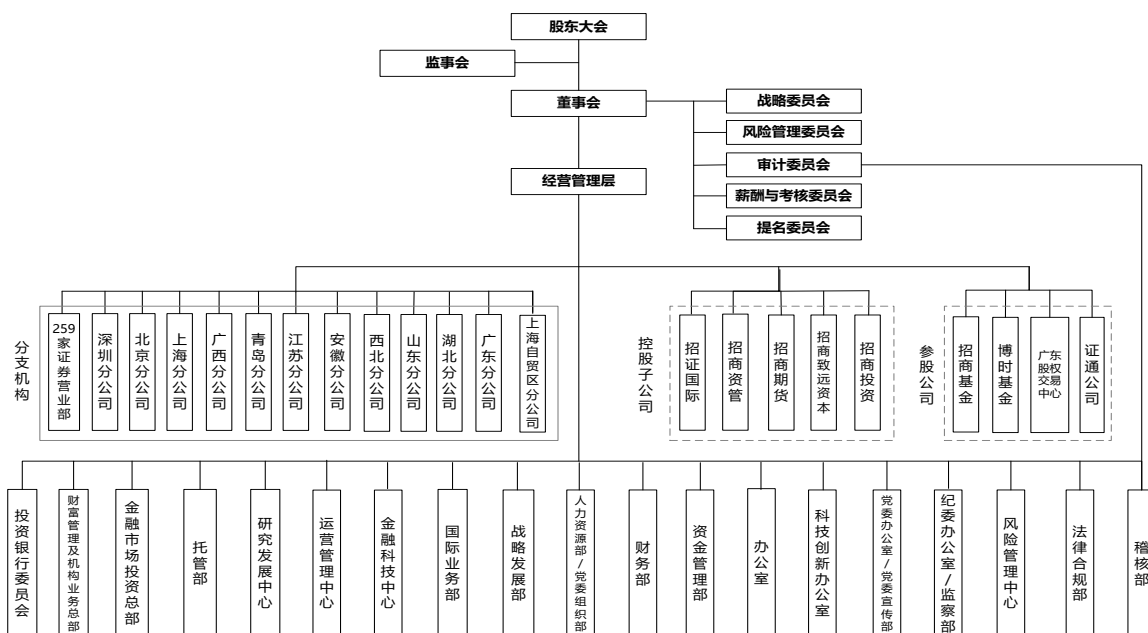 股东大会
监事会
董事会
战略委员会
风险管理委员会
经营管理层
审计委员会
薪酬与考核委员会
提名委员会
分支机构
259家证券营业部
深圳分公司
北京分公司
上海分公司
广西分公司
青岛分公司
江苏分公司
安徽分公司
西北分公司
山东分公司
湖北分公司
广东分公司
上海自贸区分公司
控股子公司
招证国际
招商资管
招商期货
招商致远资本
招商投资
参股公司
招商基金
博时基金
广东
股权
交易
中心
证通公司
投资银行委员会
财富管理及机构业务总部
金融市场投资总部
托管部
研究发展中心
运营管理中心
金融科技中心
国际业务部
战略发展部
人力资源部/党委组织部
财务部
资金管理部
办公室
科技创新办公室
党委办公室/党委宣传部
纪委办公室/监察部
风险管理中心
法律合规部
稽核部